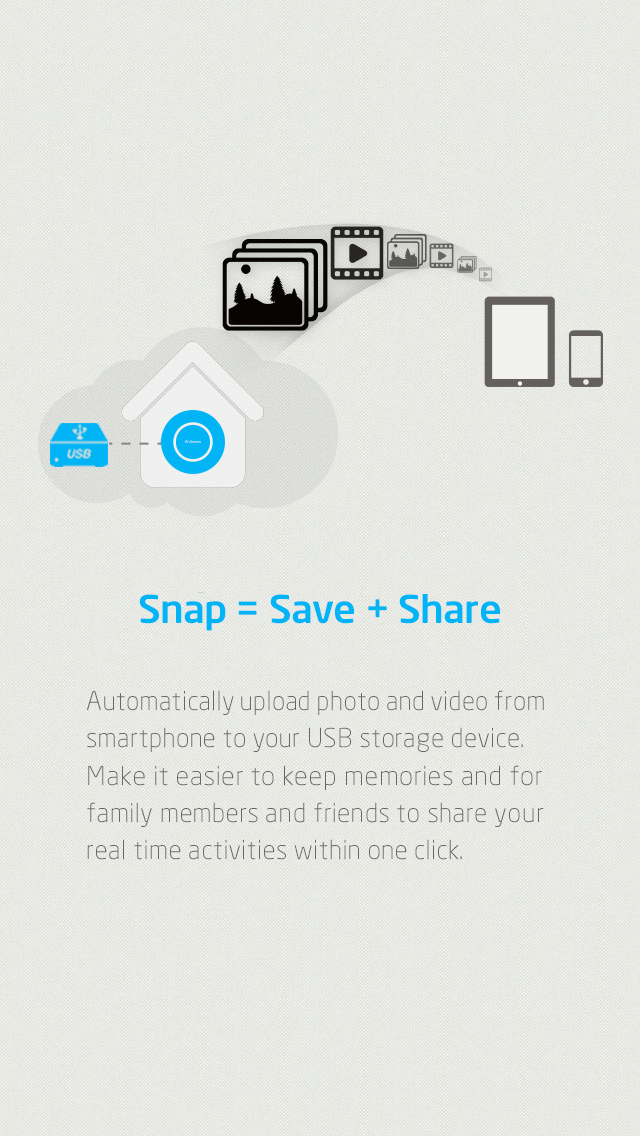 USB
Snap = Save + Share
Automatically upload photo and video from
smartphone to your USB storage device.
Make it easier to keep memories and for
family members and friends to share your
real time activities within one click.